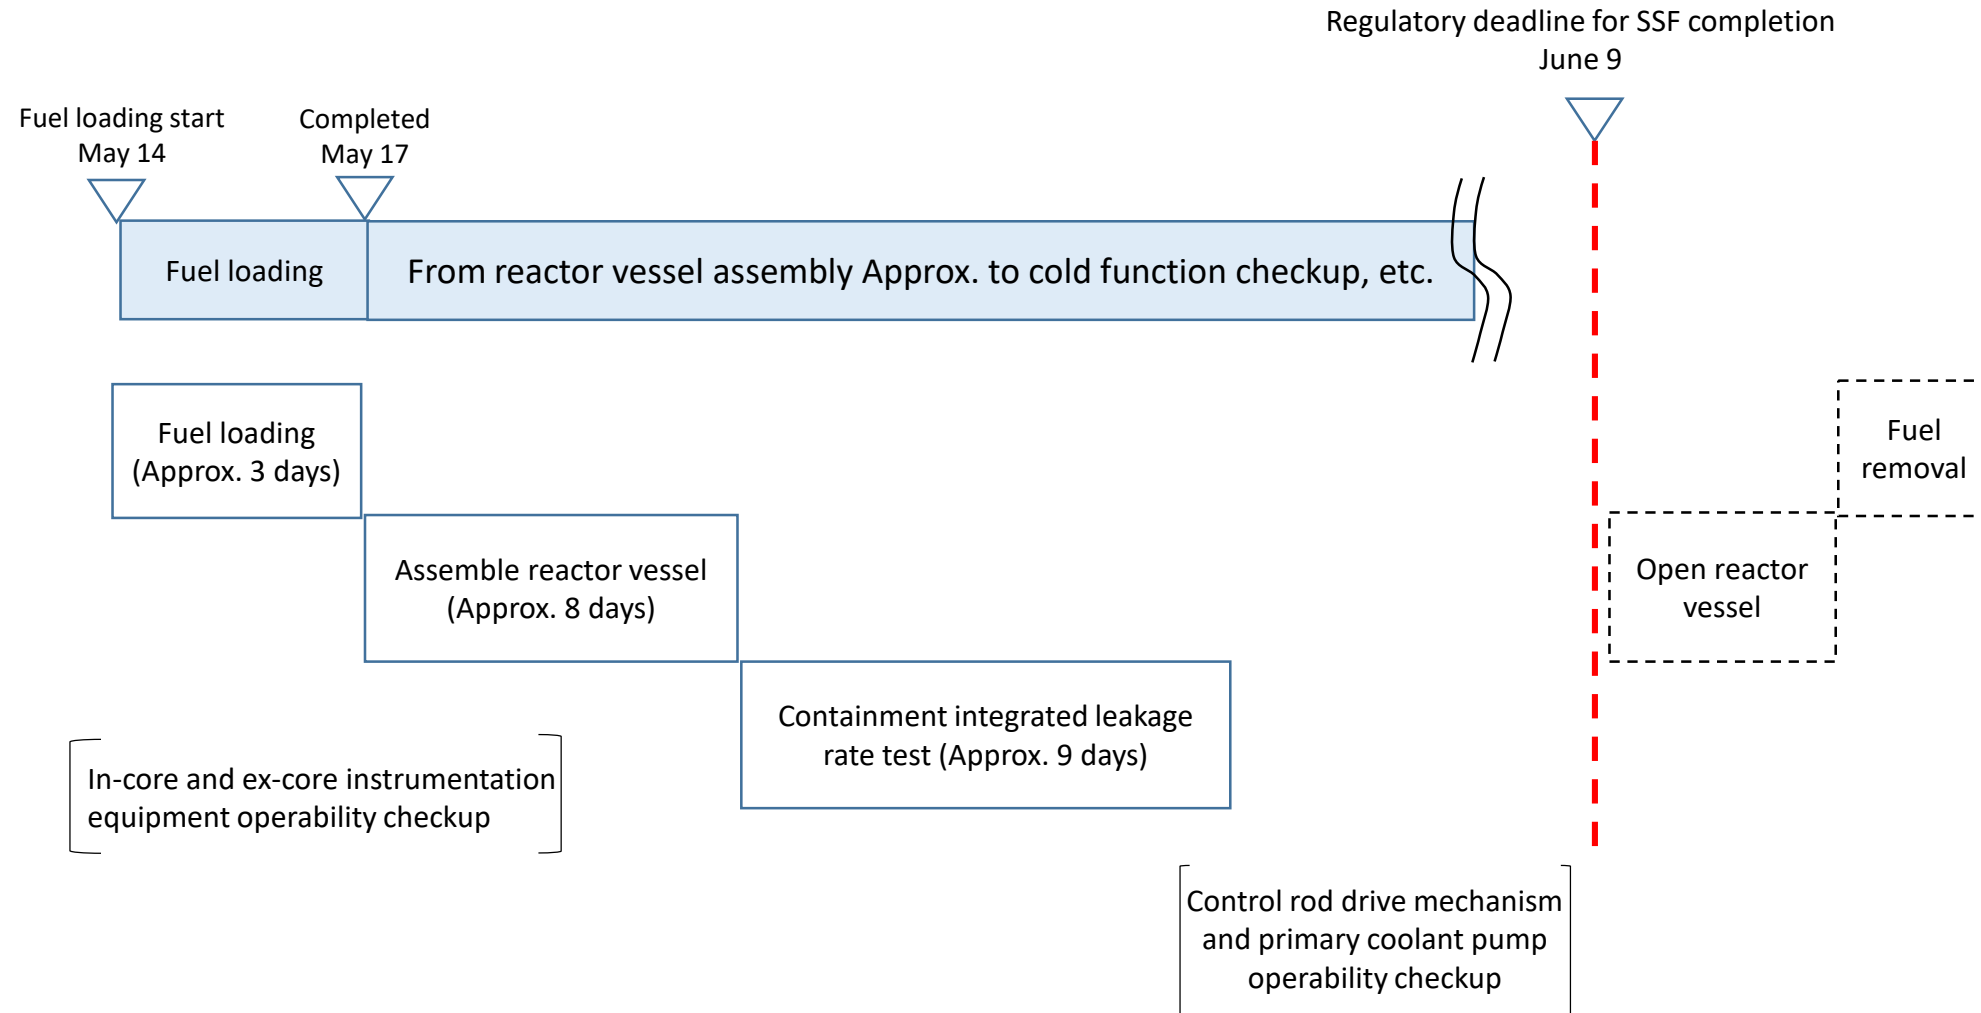 Regulatory deadline for SSF completion
June 9
Fuel loading start
May 14
Completed
May 17
Fuel loading
From reactor vessel assembly Approx. to cold function checkup, etc.
Fuel loading
(Approx. 3 days)
Fuel
removal
Assemble reactor vessel
(Approx. 8 days)
Open reactor
vessel
Containment integrated leakage
rate test (Approx. 9 days)
In-core and ex-core instrumentation
equipment operability checkup
Control rod drive mechanism
and primary coolant pump
operability checkup